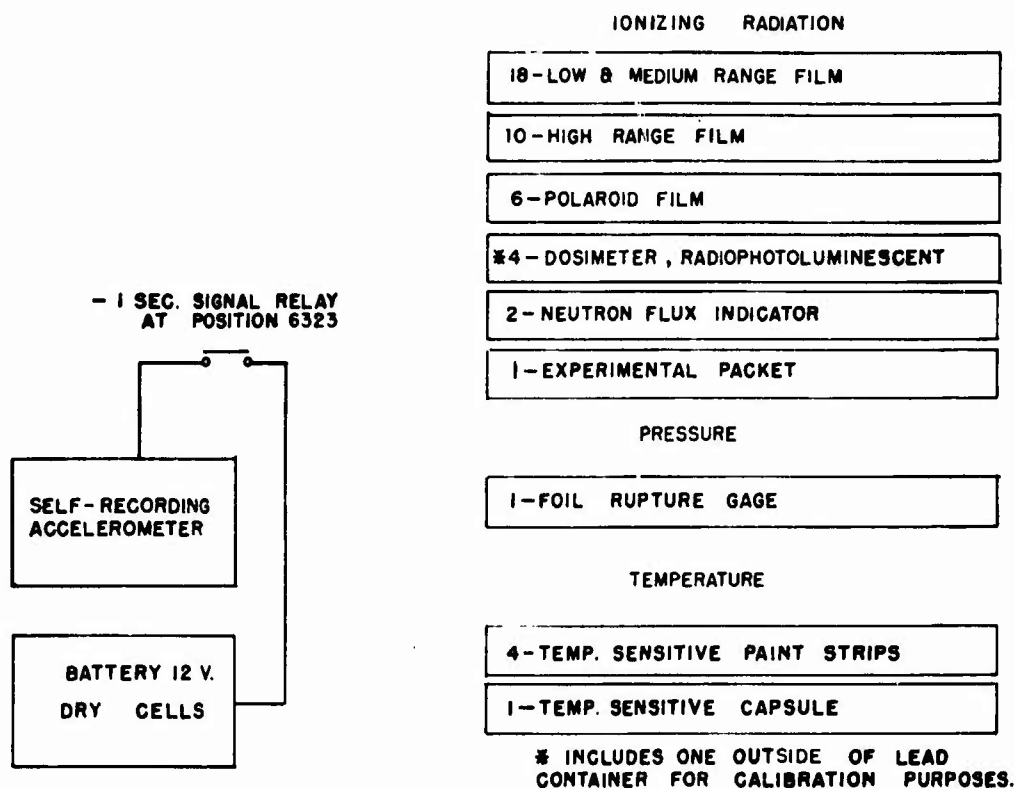 IONIZING RADIATION
18-LOW & MEDIUM RANGE FILM
10-HIGH RANGE FILM
6-POLAROID FILM
*4-DOSIMETER, RADIOPHOTOLUMINESCENT
2-NEUTRON FLUX INDICATOR
1-EXPERIMENTAL PACKET
PRESSURE
1-FOIL RUPTURE GAGE
TEMPERATURE
4-TEMP. SENSITIVE PAINT STRIPS
1-TEMP. SENSITIVE CAPSULE
* INCLUDES ONE OUTSIDE OF LEAD
CONTAINER FOR CALIBRATION PURPOSES.
- 1 SEC. SIGNAL RELAY
AT POSITION 6323
SELF-RECORDING
ACCELEROMETER
BATTERY 12 V.
DRY CELLS